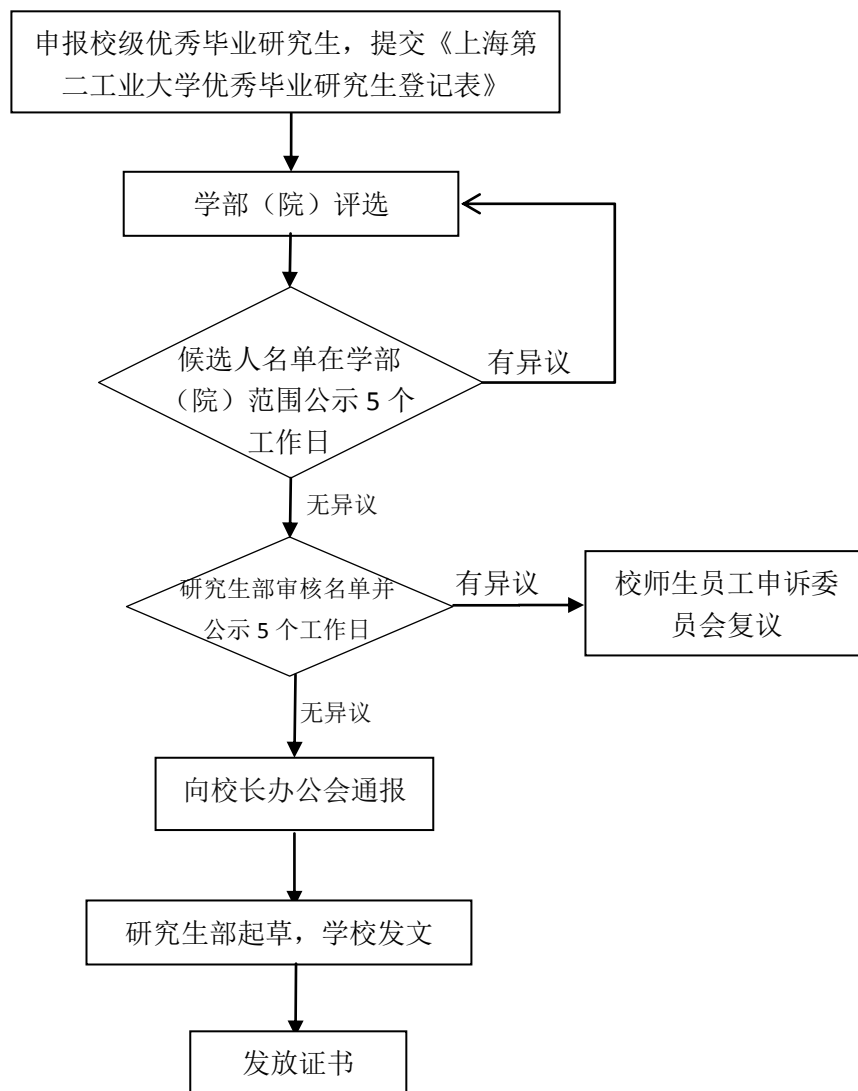 申报校级优秀毕业研究生，提交《上海第
二工业大学优秀毕业研究生登记表》
学部（院）评选
候选人名单在学部
（院）范围公示 5 个
工作日
有异议
无异议
研究生部审核名单并
公示 5 个工作日
有异议
校师生员工申诉委
员会复议
无异议
向校长办公会通报
研究生部起草，学校发文
发放证书